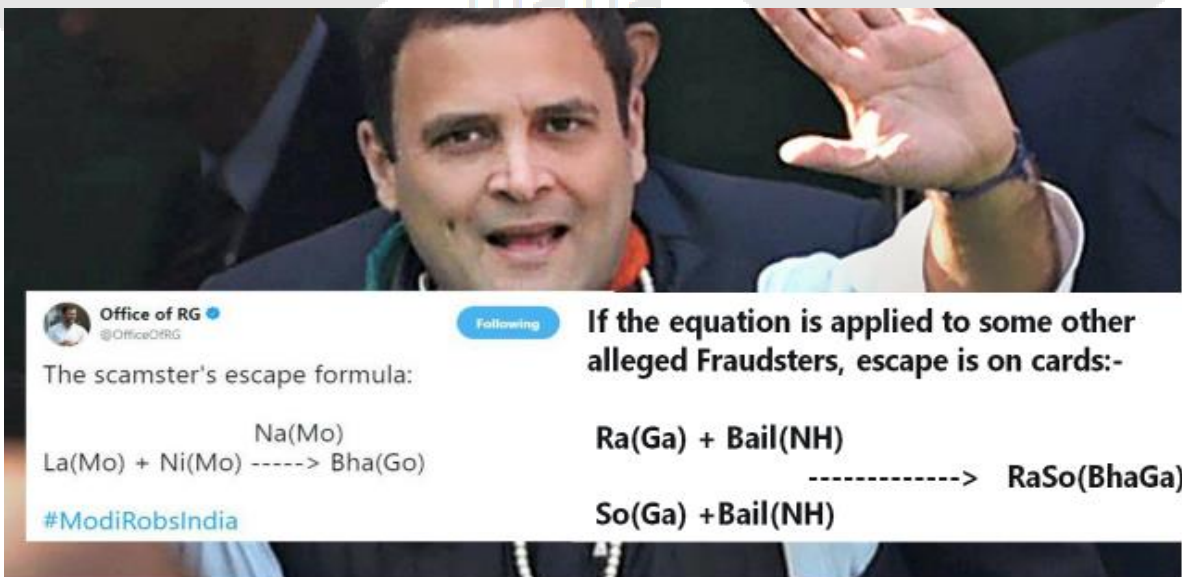 Office of RG
@OfficeOfRG
Following
The scamster's escape formula:
Na(Mo)
La(Mo) + Ni(Mo) -----> Bha(Go)
#ModiRobsIndia
If the equation is applied to some other
alleged Fraudsters, escape is on cards:-
Ra(Ga) + Bail(NH)
-------------> RaSo(BhaGa)
So(Ga) +Bail(NH)